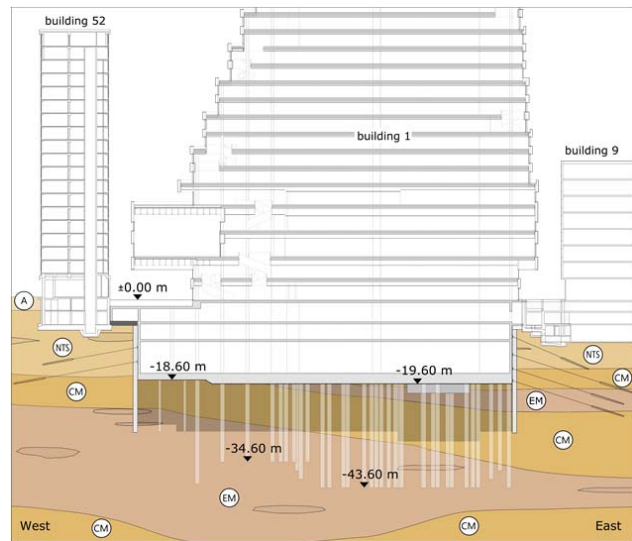 building 52
building 1
building 9
±0.00 m
A
NTS
NTS
-18.60 m
-19.60 m
CM
CM
EM
CM
-34.60 m
-43.60 m
EM
West
CM
CM
East